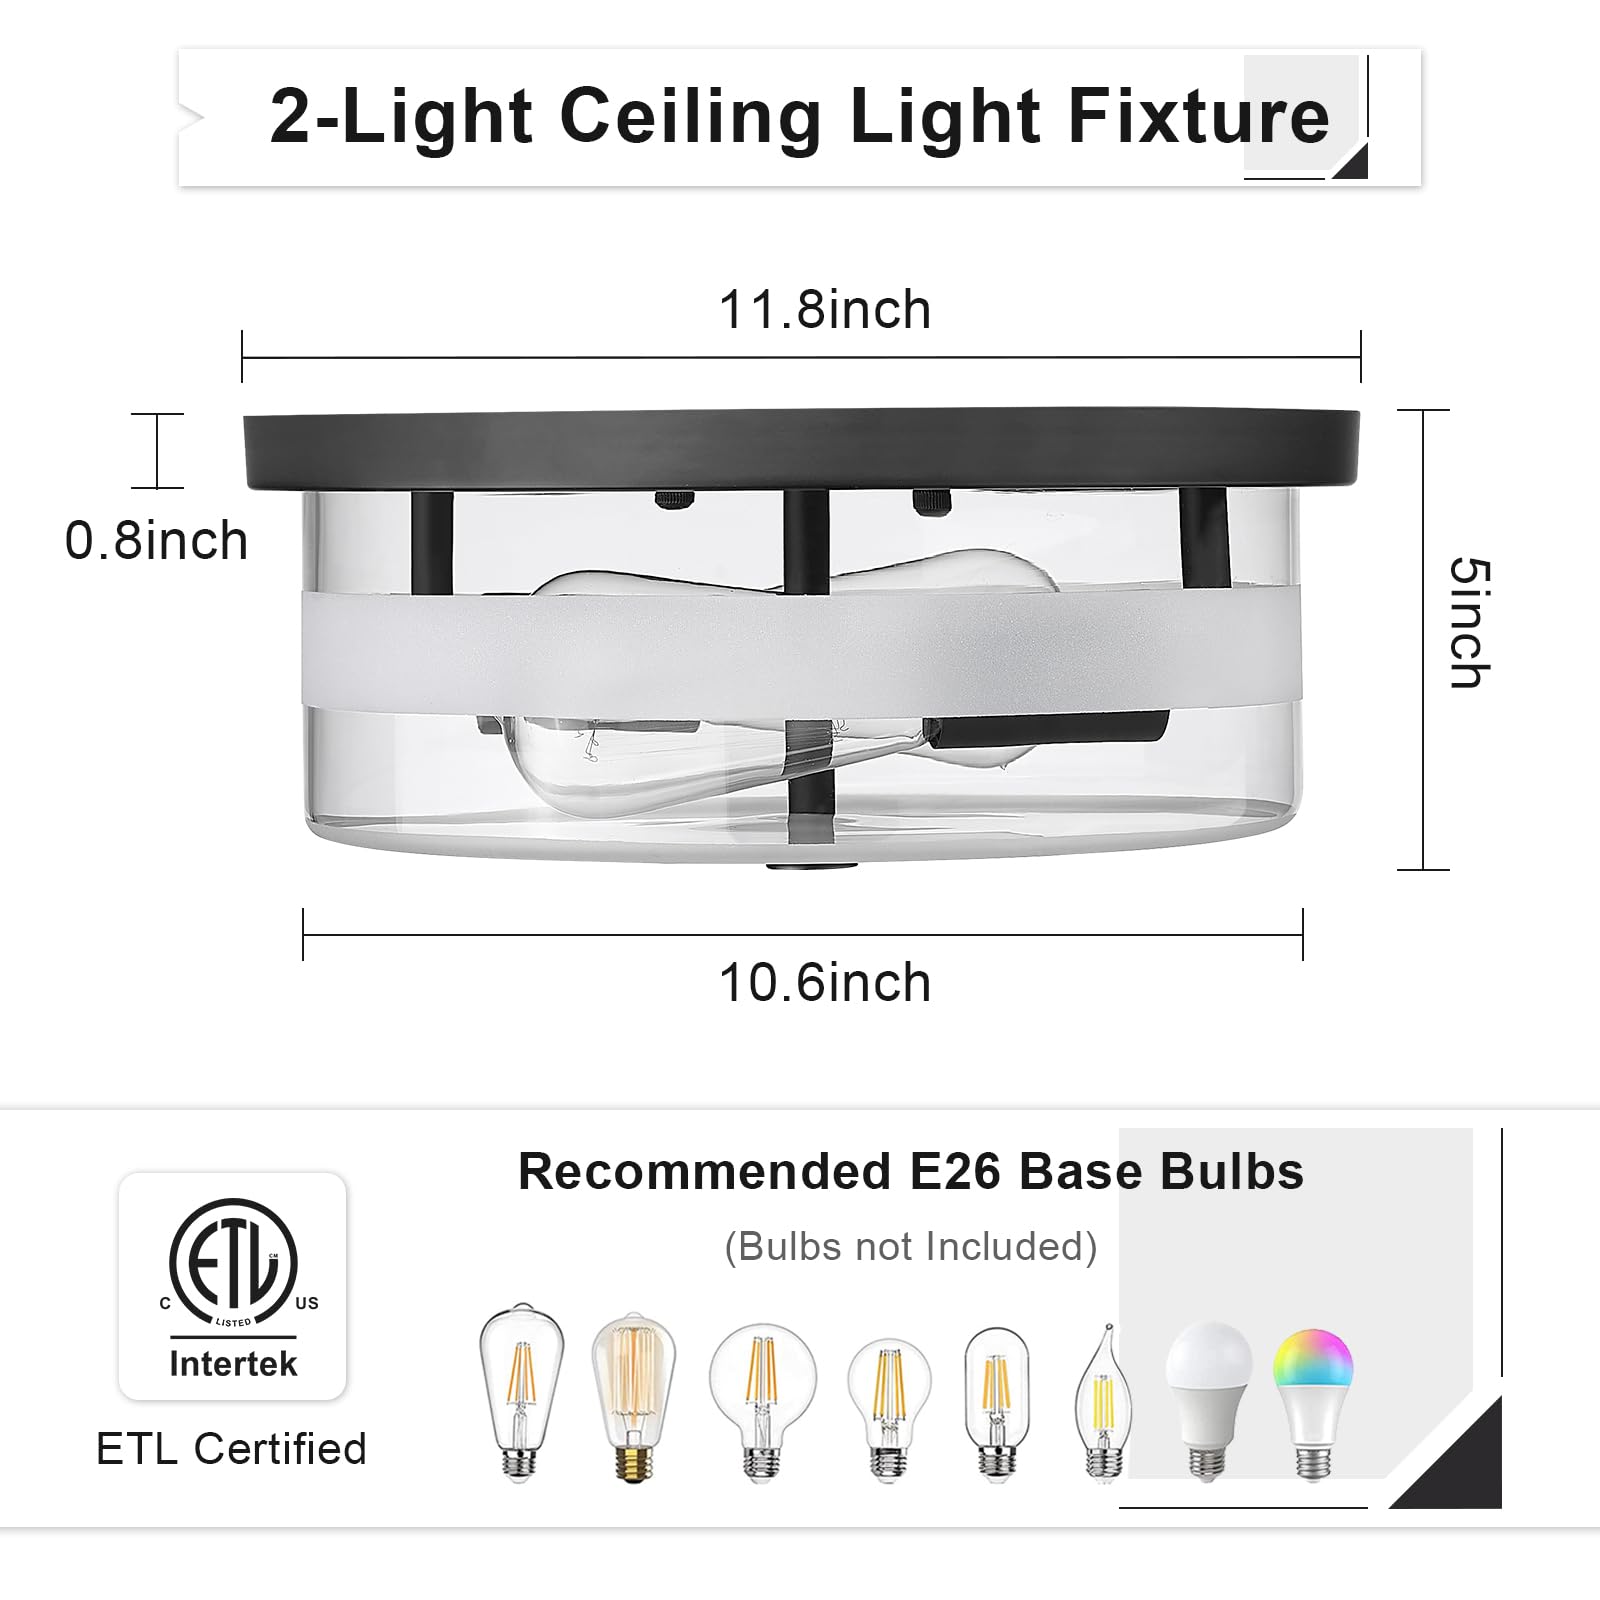 2-Light Ceiling Light Fixture
11.8inch
0.8inch
5inch
10.6inch
Recommended E26 Base Bulbs
(Bulbs not Included)
ETL CM
C US
LISTED
Intertek
ETL Certified